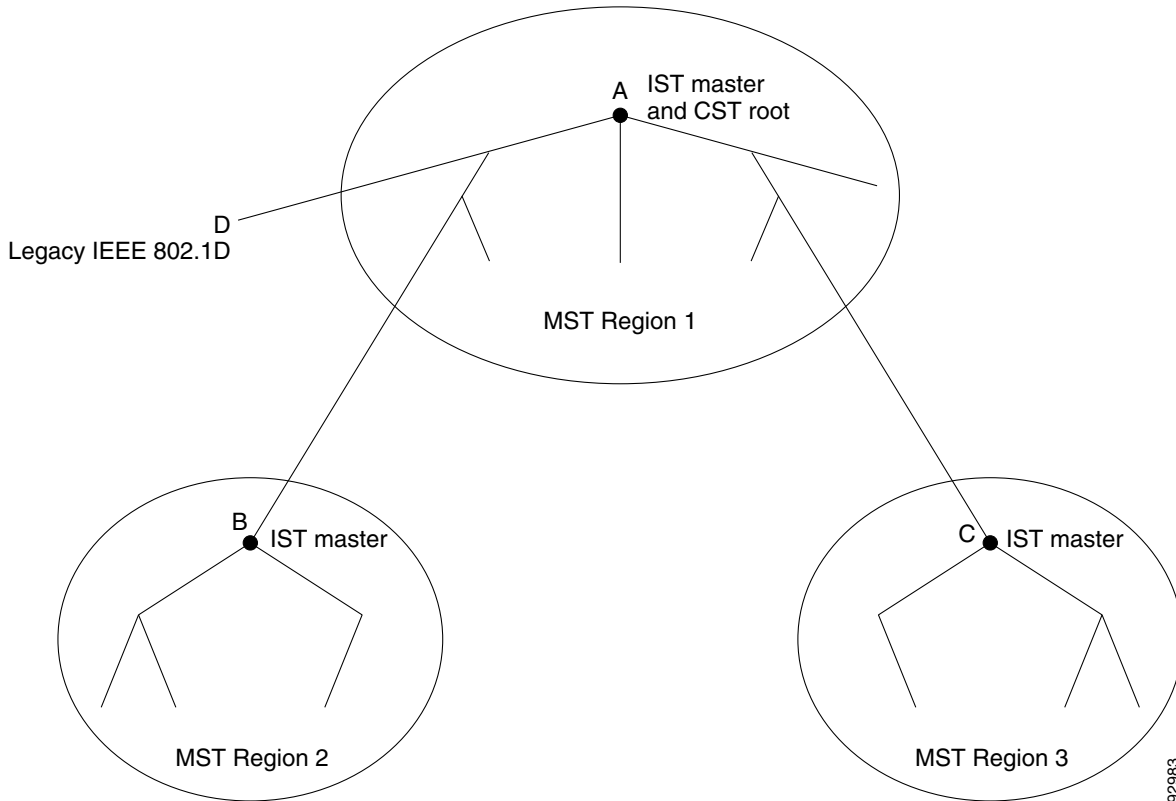 A
IST master
and CST root
D
Legacy IEEE 802.1D
MST Region 1
B
IST master
C
IST master
MST Region 2
MST Region 3
92983